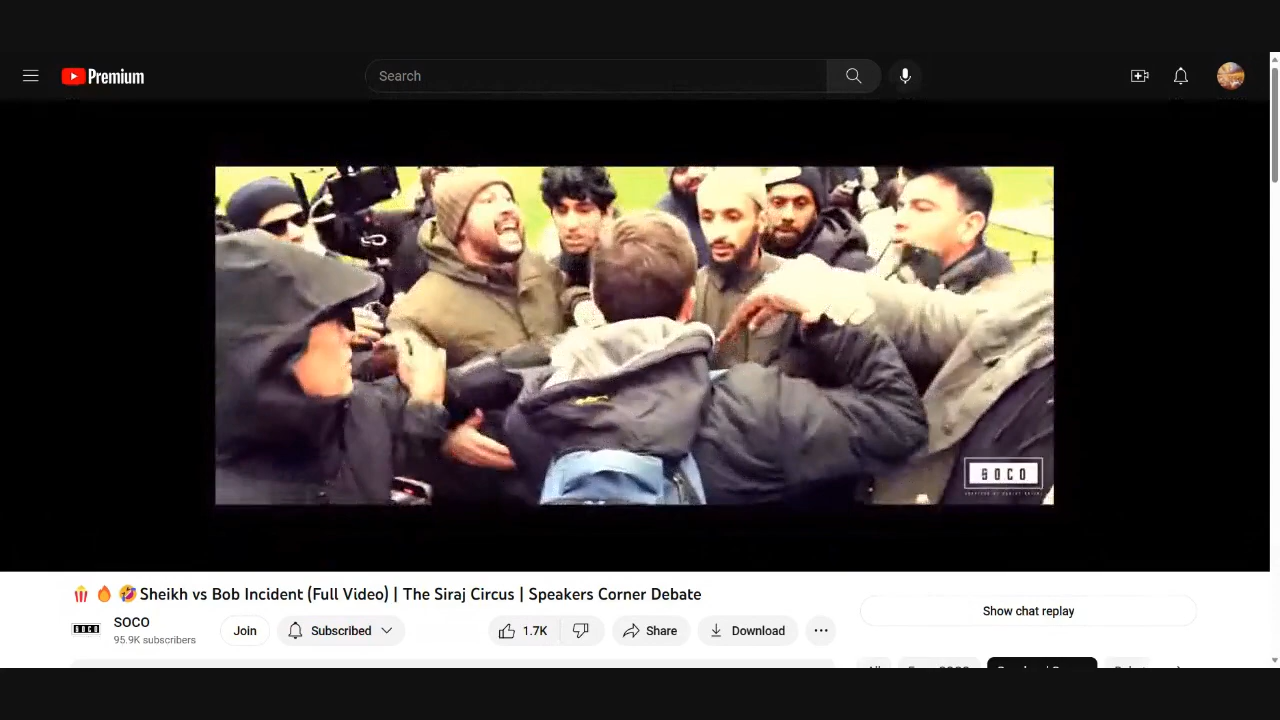 Premium
Search
SOCO
🍿 🔥 🤣Sheikh vs Bob Incident (Full Video) | The Siraj Circus | Speakers Corner Debate
SOCO
SOCO
95.9K subscribers
Join
Subscribed
1.7K
Share
Download
Show chat replay